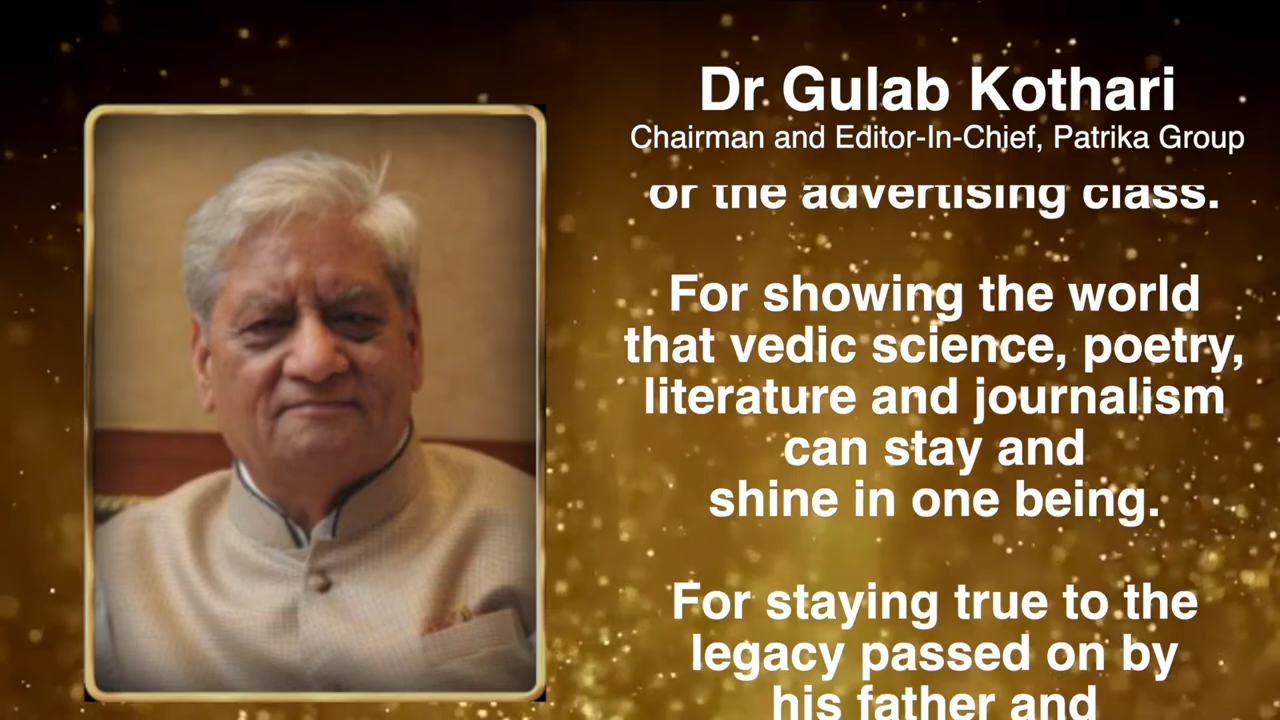 Dr Gulab Kothari
Chairman and Editor-In-Chief, Patrika Group
or the advertising class.
For showing the world
that vedic science, poetry,
literature and journalism
can stay and
shine in one being.
For staying true to the
legacy passed on by
his father and